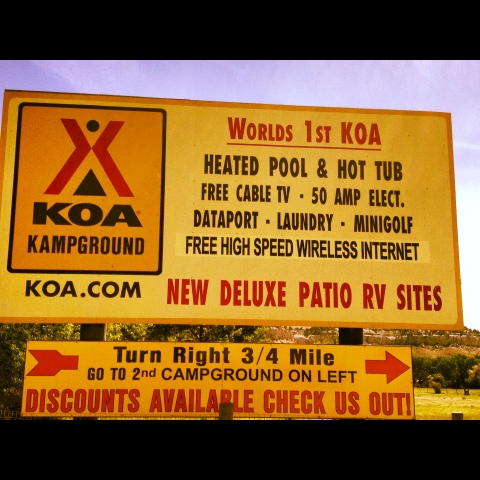 KOA
KAMPGROUND
KOA.COM
WORLDS 1ST KOA
HEATED POOL & HOT TUB
FREE CABLE TV - 50 AMP ELECT.
DATAPORT - LAUNDRY - MINIGOLF
FREE HIGH SPEED WIRELESS INTERNET
NEW DELUXE PATIO RV SITES
Turn Right 3/4 Mile
GO TO 2nd CAMPGROUND ON LEFT
DISCOUNTS AVAILABLE CHECK US OUT!